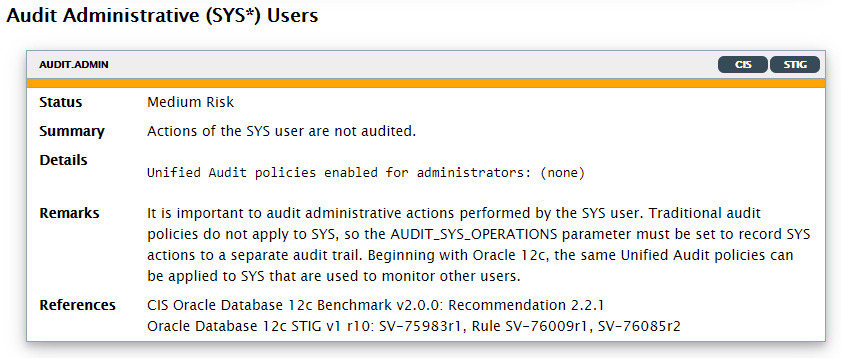 Audit Administrative (SYS*) Users
AUDIT.ADMIN CIS STIG
Status Medium Risk
Summary Actions of the SYS user are not audited.
Details
Unified Audit policies enabled for administrators: (none)
Remarks It is important to audit administrative actions performed by the SYS user. Traditional audit
policies do not apply to SYS, so the AUDIT_SYS_OPERATIONS parameter must be set to record SYS
actions to a separate audit trail. Beginning with Oracle 12c, the same Unified Audit policies can
be applied to SYS that are used to monitor other users.
References CIS Oracle Database 12c Benchmark v2.0.0: Recommendation 2.2.1
Oracle Database 12c STIG v1 r10: SV-75983r1, Rule SV-76009r1, SV-76085r2